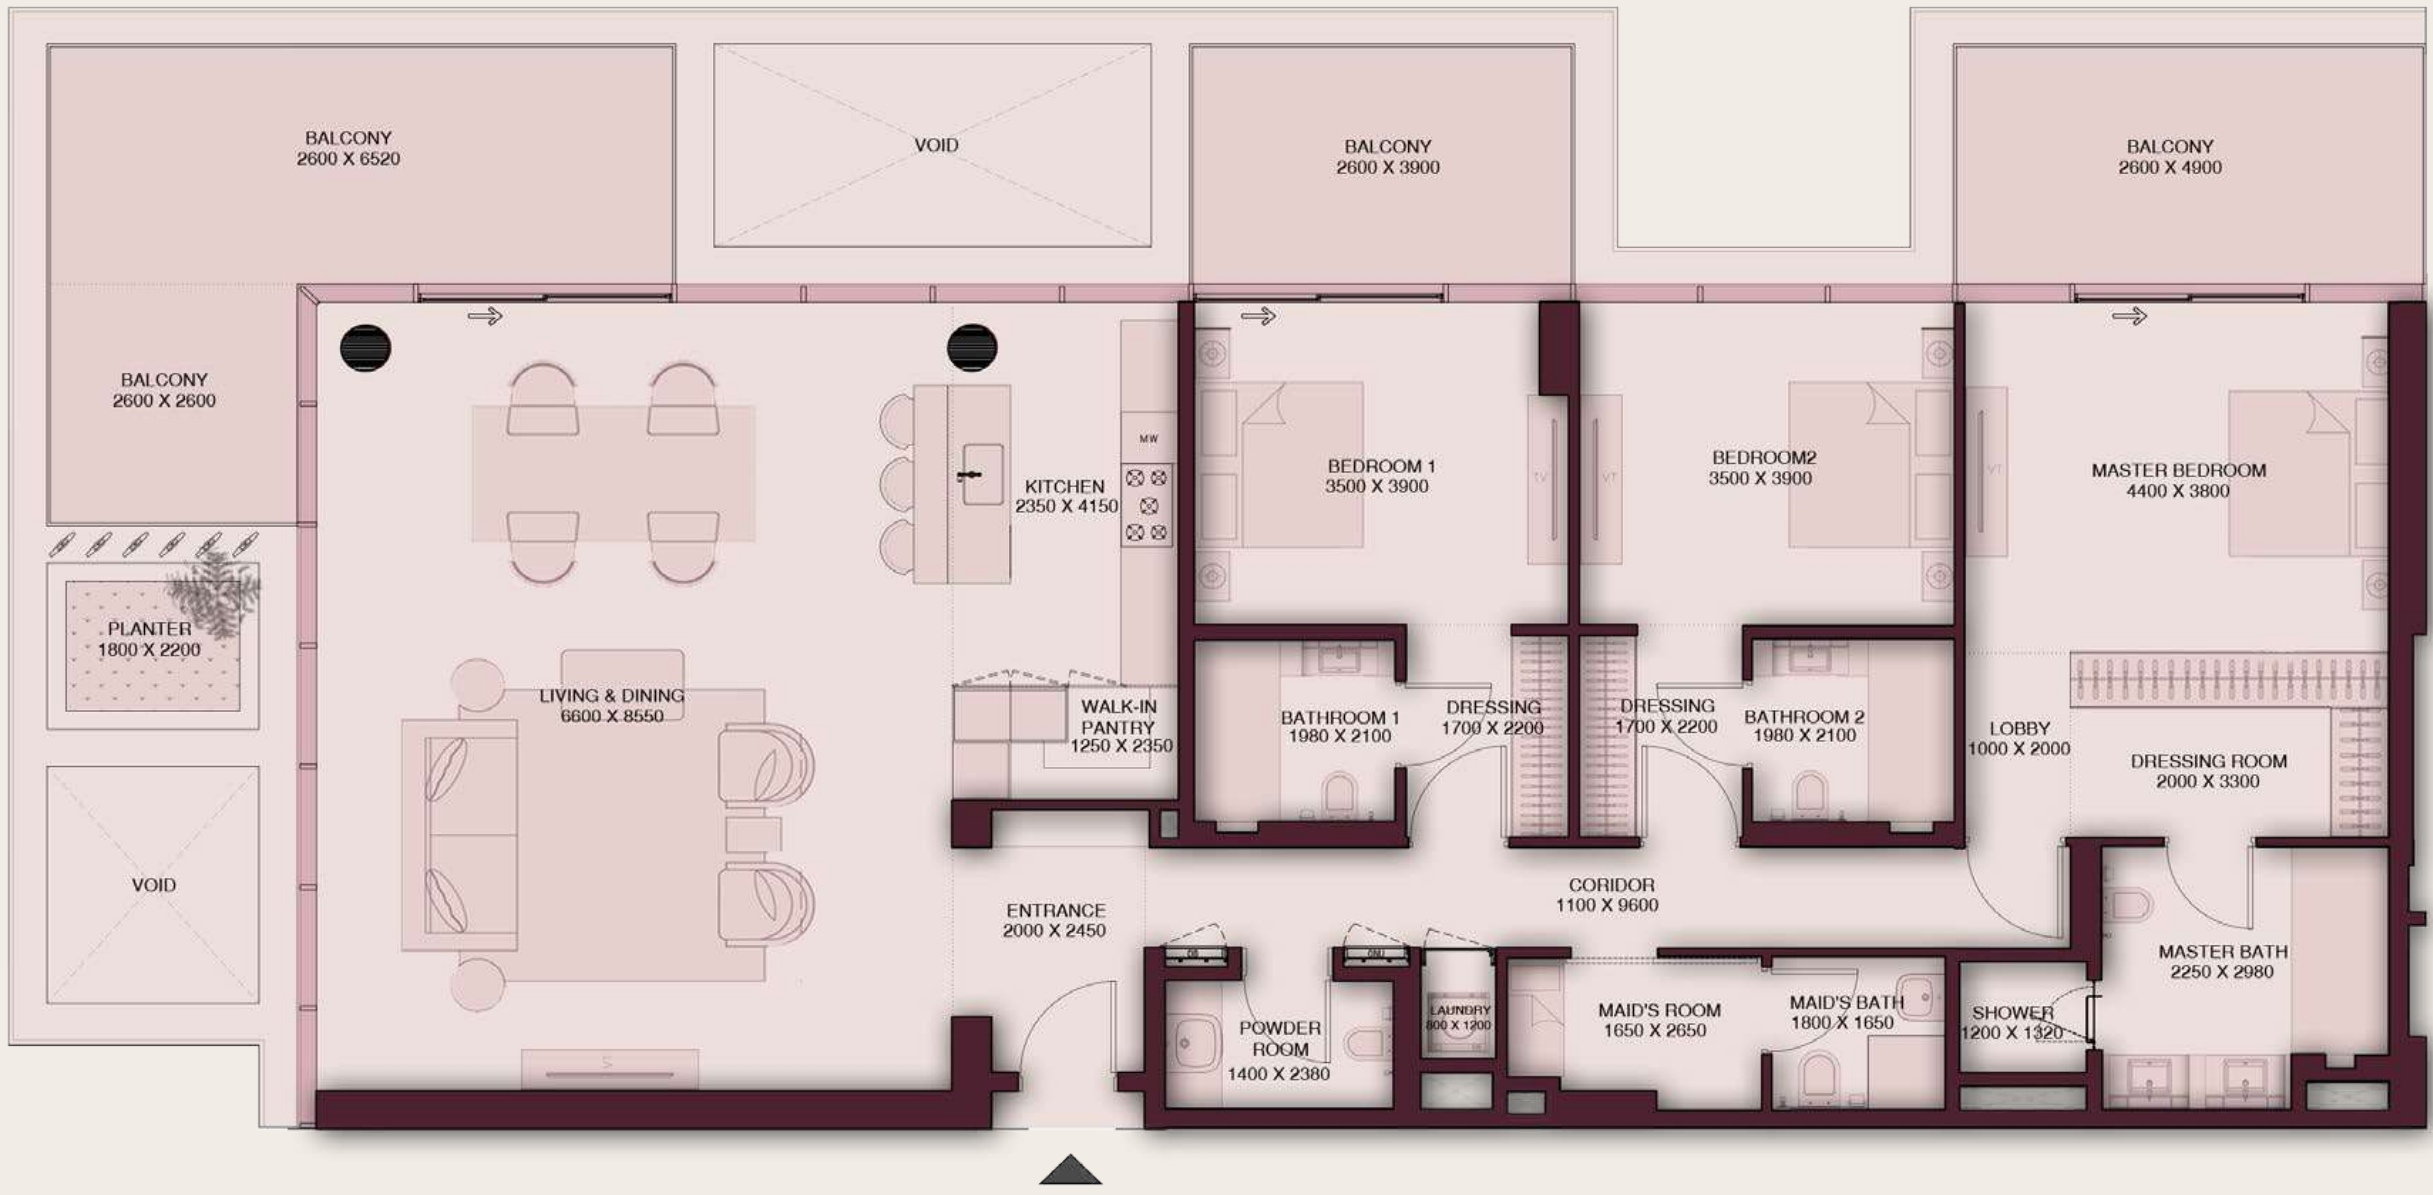 BALCONY
2600 X 6520
VOID
BALCONY
2600 X 3900
BALCONY
2600 X 4900
BALCONY
2600 X 2600
MW
KITCHEN
2350 X 4150
BEDROOM 1
3500 X 3900
TV
TV
BEDROOM2
3500 X 3900
TV
MASTER BEDROOM
4400 X 3800
PLANTER
1800 X 2200
LIVING & DINING
6600 X 8550
WALK-IN
PANTRY
1250 X 2350
BATHROOM 1
1980 X 2100
DRESSING
1700 X 2200
DRESSING
1700 X 2200
BATHROOM 2
1980 X 2100
LOBBY
1000 X 2000
DRESSING ROOM
2000 X 3300
VOID
ENTRANCE
2000 X 2450
CORIDOR
1100 X 9600
MASTER BATH
2250 X 2980
POWDER
ROOM
1400 X 2380
LAUNDRY
800 X 1200
MAID'S ROOM
1650 X 2650
MAID'S BATH
1800 X 1650
SHOWER
1200 X 1320
TV